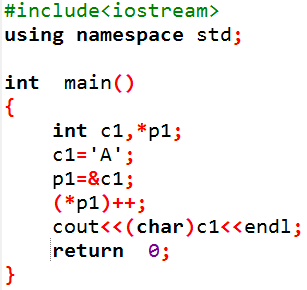 #include<iostream>
using namespace std;

int  main()
{
    int c1,*p1;
    c1='A';
    p1=&c1;
    (*p1)++;
    cout<<(char)c1<<endl;
    return  0;
}